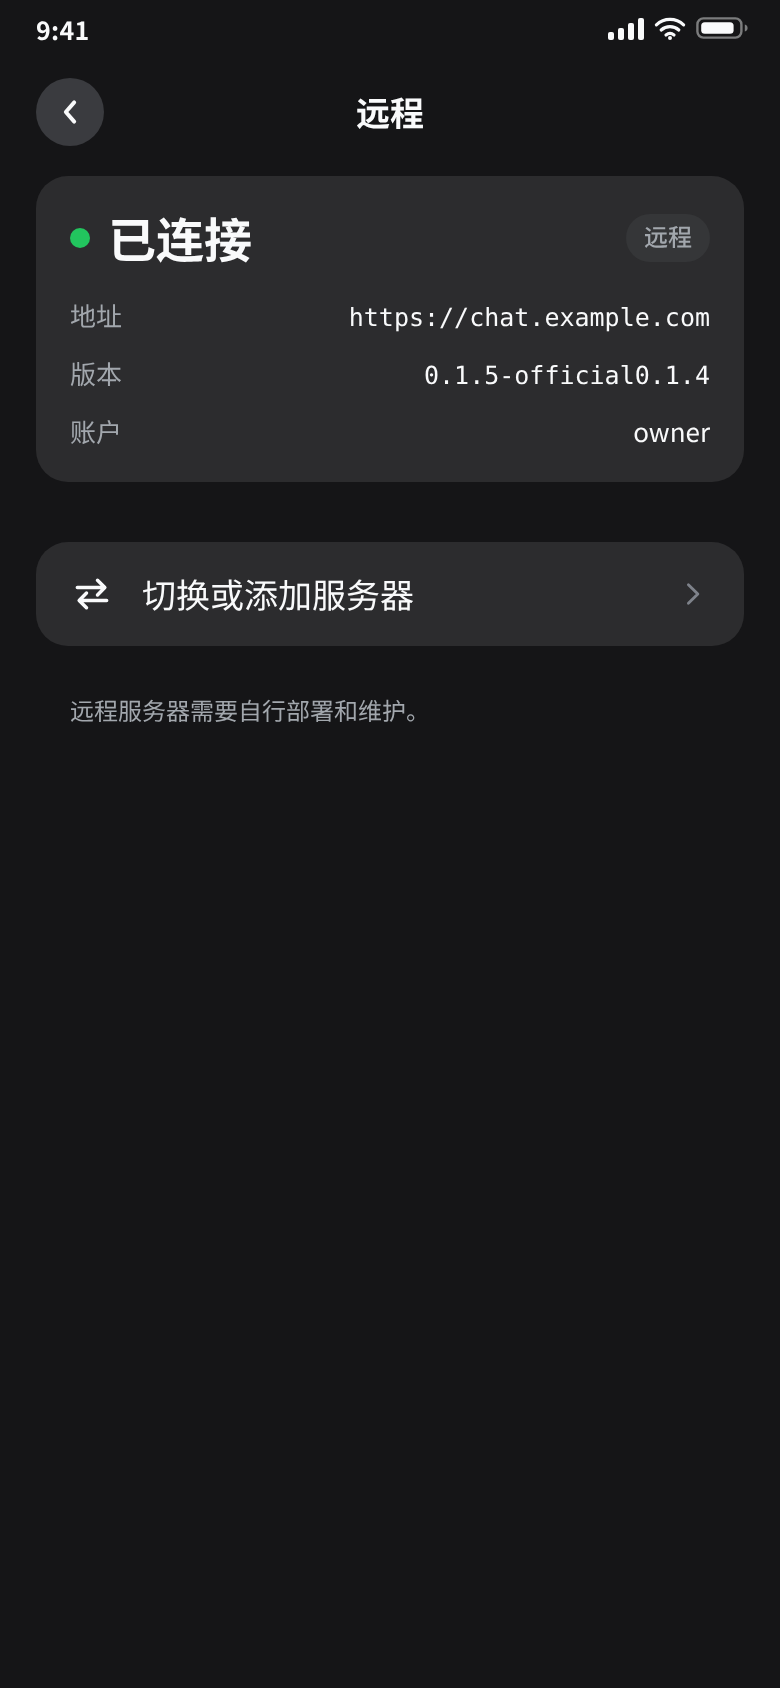 9:41
远程
已连接
远程
地址
https://chat.example.com
版本
0.1.5-official0.1.4
账户
owner
切换或添加服务器
远程服务器需要自行部署和维护。